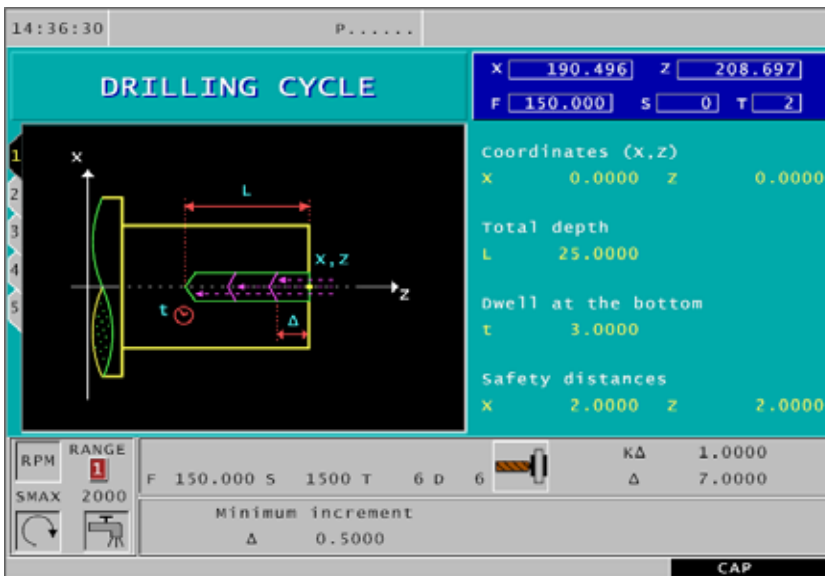 14:36:30 P......
DRILLING CYCLE
X 190.496 Z 208.697
F 150.000 S 0 T 2
1
2
3
4
5
X
L
X,Z
Z
t
Δ
Coordinates (X,Z)
X 0.0000 Z 0.0000
Total depth
L 25.0000
Dwell at the bottom
t 3.0000
Safety distances
X 2.0000 Z 2.0000
RPM RANGE
1
SMAX 2000
F 150.000 S 1500 T 6 D 6
KΔ 1.0000
Δ 7.0000
Minimum increment
Δ 0.5000
CAP